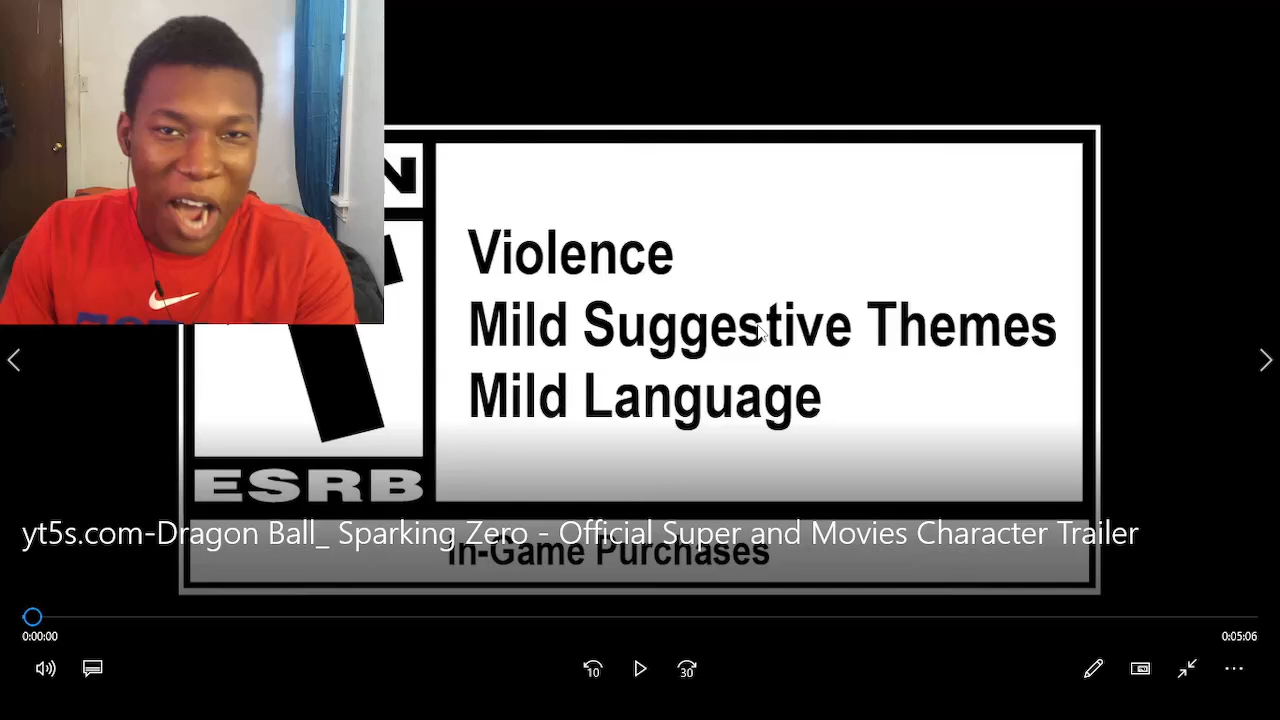 Violence
Mild Suggestive Themes
Mild Language
ESRB
yt5s.com-Dragon Ball_ Sparking Zero - Official Super and Movies Character Trailer
In-Game Purchases
0:00:00
0:05:06
10
30